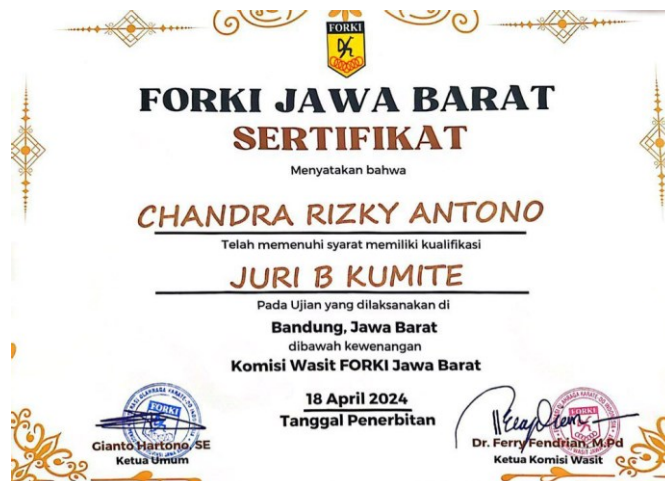 FORKI
FORKI JAWA BARAT
SERTIFIKAT
Menyatakan bahwa
CHANDRA RIZKY ANTONO
Telah memenuhi syarat memiliki kualifikasi
JURI B KUMITE
Pada Ujian yang dilaksanakan di
Bandung, Jawa Barat
dibawah kewenangan
Komisi Wasit FORKI Jawa Barat
18 April 2024
Tanggal Penerbitan
FORKI
Gianto Hartono, SE
Ketua Umum
FORKI
Dr. Ferry Fendrian, M.Pd
Ketua Komisi Wasit